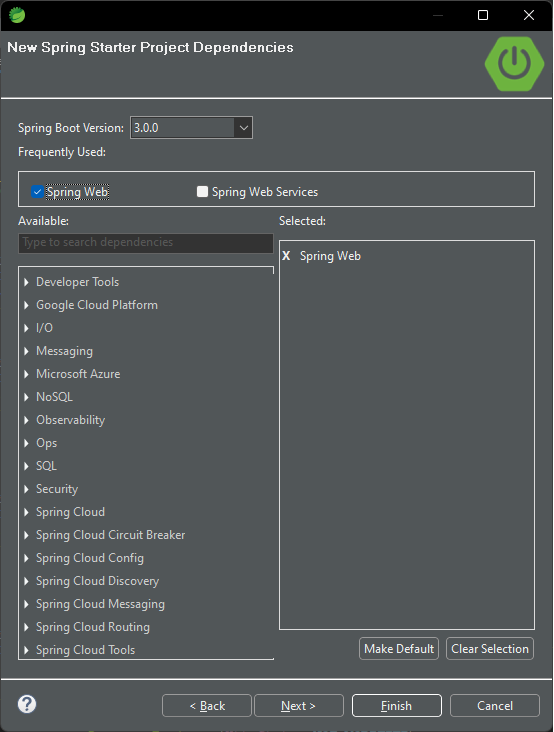 New Spring Starter Project Dependencies
Spring Boot Version: 3.0.0
Frequently Used:
Spring Web
Spring Web Services
Available:
Selected:
Type to search dependencies
X Spring Web
Developer Tools
Google Cloud Platform
I/O
Messaging
Microsoft Azure
NoSQL
Observability
Ops
SQL
Security
Spring Cloud
Spring Cloud Circuit Breaker
Spring Cloud Config
Spring Cloud Discovery
Spring Cloud Messaging
Spring Cloud Routing
Spring Cloud Tools
Make Default
Clear Selection
?
< Back
Next >
Finish
Cancel